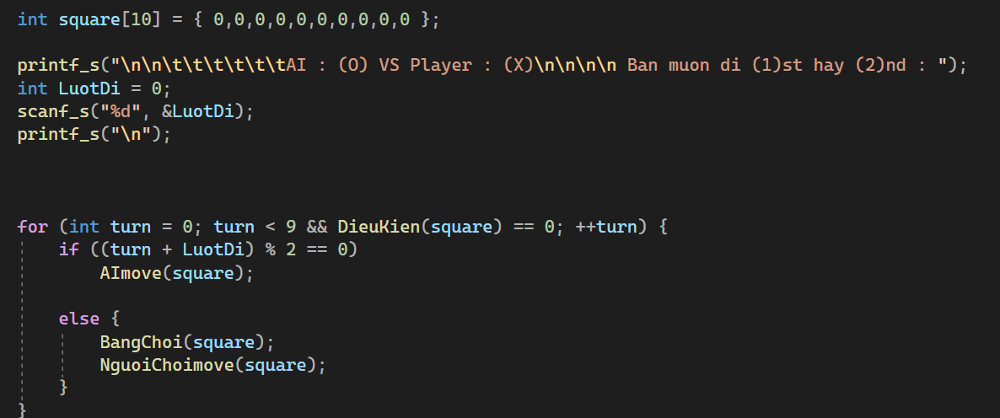 int square[10] = { 0,0,0,0,0,0,0,0,0,0 };
printf_s("\n\n\t\t\t\t\t\tAI : (O) VS Player : (X)\n\n\n\n Ban muon di (1)st hay (2)nd : ");
int LuotDi = 0;
scanf_s("%d", &LuotDi);
printf_s("\n");
for (int turn = 0; turn < 9 && DieuKien(square) == 0; ++turn) {
if ((turn + LuotDi) % 2 == 0)
AImove(square);
else {
BangChoi(square);
NguoiChoimove(square);
}
}